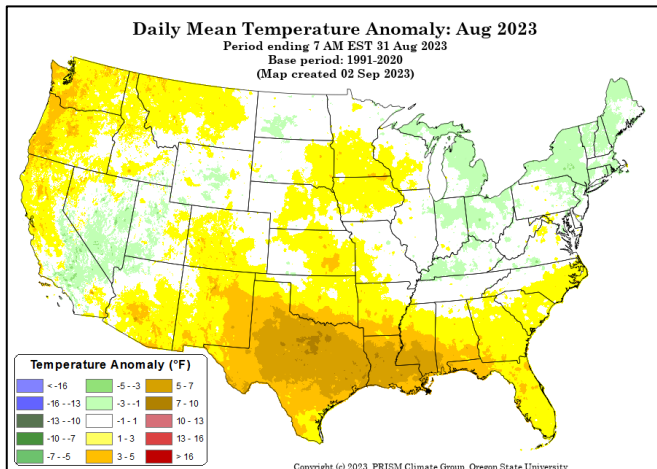 Daily Mean Temperature Anomaly: Aug 2023
Period ending 7 AM EST 31 Aug 2023
Base period: 1991-2020
(Map created 02 Sep 2023)
Temperature Anomaly (°F)
< -16
-16 - -13
-13 - -10
-10 - -7
-7 - -5
-5 - -3
-3 - -1
-1 - 1
1 - 3
3 - 5
5 - 7
7 - 10
10 - 13
13 - 16
> 16
Copyright (c) 2023, PRISM Climate Group, Oregon State University